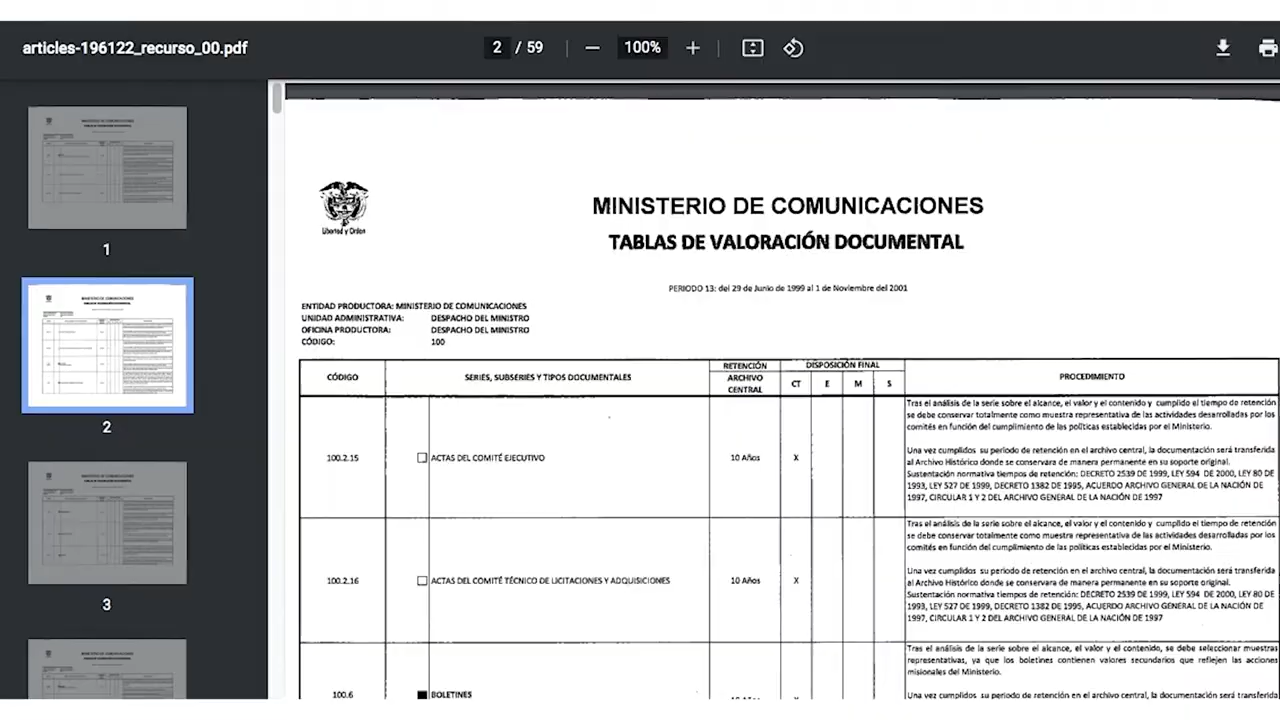 articles-196122_recurso_00.pdf
2 / 59
100%
1
2
3
Libertad y Orden
MINISTERIO DE COMUNICACIONES
TABLAS DE VALORACIÓN DOCUMENTAL
PERIODO 13: del 29 de Junio de 1999 al 1 de Noviembre del 2001
ENTIDAD PRODUCTORA: MINISTERIO DE COMUNICACIONES
UNIDAD ADMINISTRATIVA: DESPACHO DEL MINISTRO
OFICINA PRODUCTORA: DESPACHO DEL MINISTRO
CÓDIGO: 100
CÓDIGO
SERIES, SUBSERIES Y TIPOS DOCUMENTALES
RETENCIÓN
ARCHIVO
CENTRAL
DISPOSICIÓN FINAL
CT E M S
PROCEDIMIENTO
100.2.15
ACTAS DEL COMITÉ EJECUTIVO
10 Años
X
Tras el análisis de la serie sobre el alcance, el valor y el contenido y cumplido el tiempo de retención
se debe conservar totalmente como muestra representativa de las actividades desarrolladas por los
comités en función del cumplimiento de las políticas establecidas por el Ministerio.
Una vez cumplidos su periodo de retención en el archivo central, la documentación será transferida
al Archivo Histórico donde se conservara de manera permanente en su soporte original.
Sustentación normativa tiempos de retención: DECRETO 2539 DE 1999, LEY 594 DE 2000, LEY 80 DE
1993, LEY 527 DE 1999, DECRETO 1382 DE 1995, ACUERDO ARCHIVO GENERAL DE LA NACIÓN DE
1997, CIRCULAR 1 Y 2 DEL ARCHIVO GENERAL DE LA NACIÓN DE 1997
100.2.16
ACTAS DEL COMITÉ TÉCNICO DE LICITACIONES Y ADQUISICIONES
10 Años
X
Tras el análisis de la serie sobre el alcance, el valor y el contenido y cumplido el tiempo de retención
se debe conservar totalmente como muestra representativa de las actividades desarrolladas por los
comités en función del cumplimiento de las políticas establecidas por el Ministerio.
Una vez cumplidos su periodo de retención en el archivo central, la documentación será transferida
al Archivo Histórico donde se conservara de manera permanente en su soporte original.
Sustentación normativa tiempos de retención: DECRETO 2539 DE 1999, LEY 594 DE 2000, LEY 80 DE
1993, LEY 527 DE 1999, DECRETO 1382 DE 1995, ACUERDO ARCHIVO GENERAL DE LA NACIÓN DE
1997, CIRCULAR 1 Y 2 DEL ARCHIVO GENERAL DE LA NACIÓN DE 1997
100.6
BOLETINES
Tras el análisis de la serie sobre el alcance, el valor y el contenido, se debe seleccionar muestras
representativas, ya que los boletines contienen valores secundarios que reflejen las acciones
misionales del Ministerio.
Una vez cumplidos su periodo de retención en el archivo central, la documentación será transferida